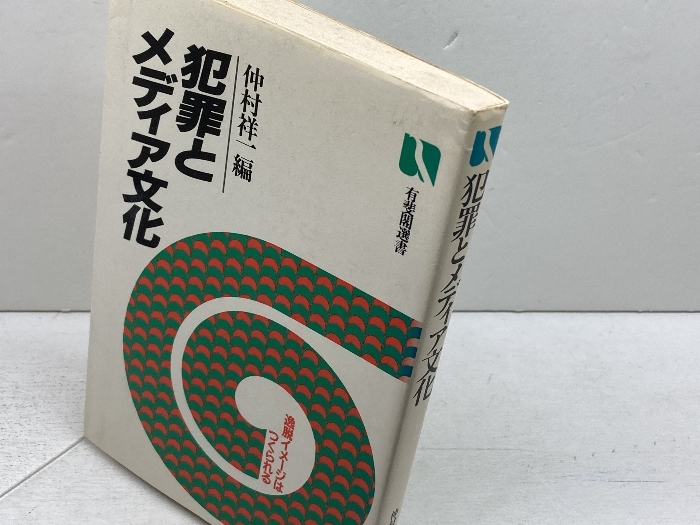 犯罪と
メディア文化
仲村祥一編
有斐閣選書
逸脱イメージは
つくられる
犯罪とメディア文化